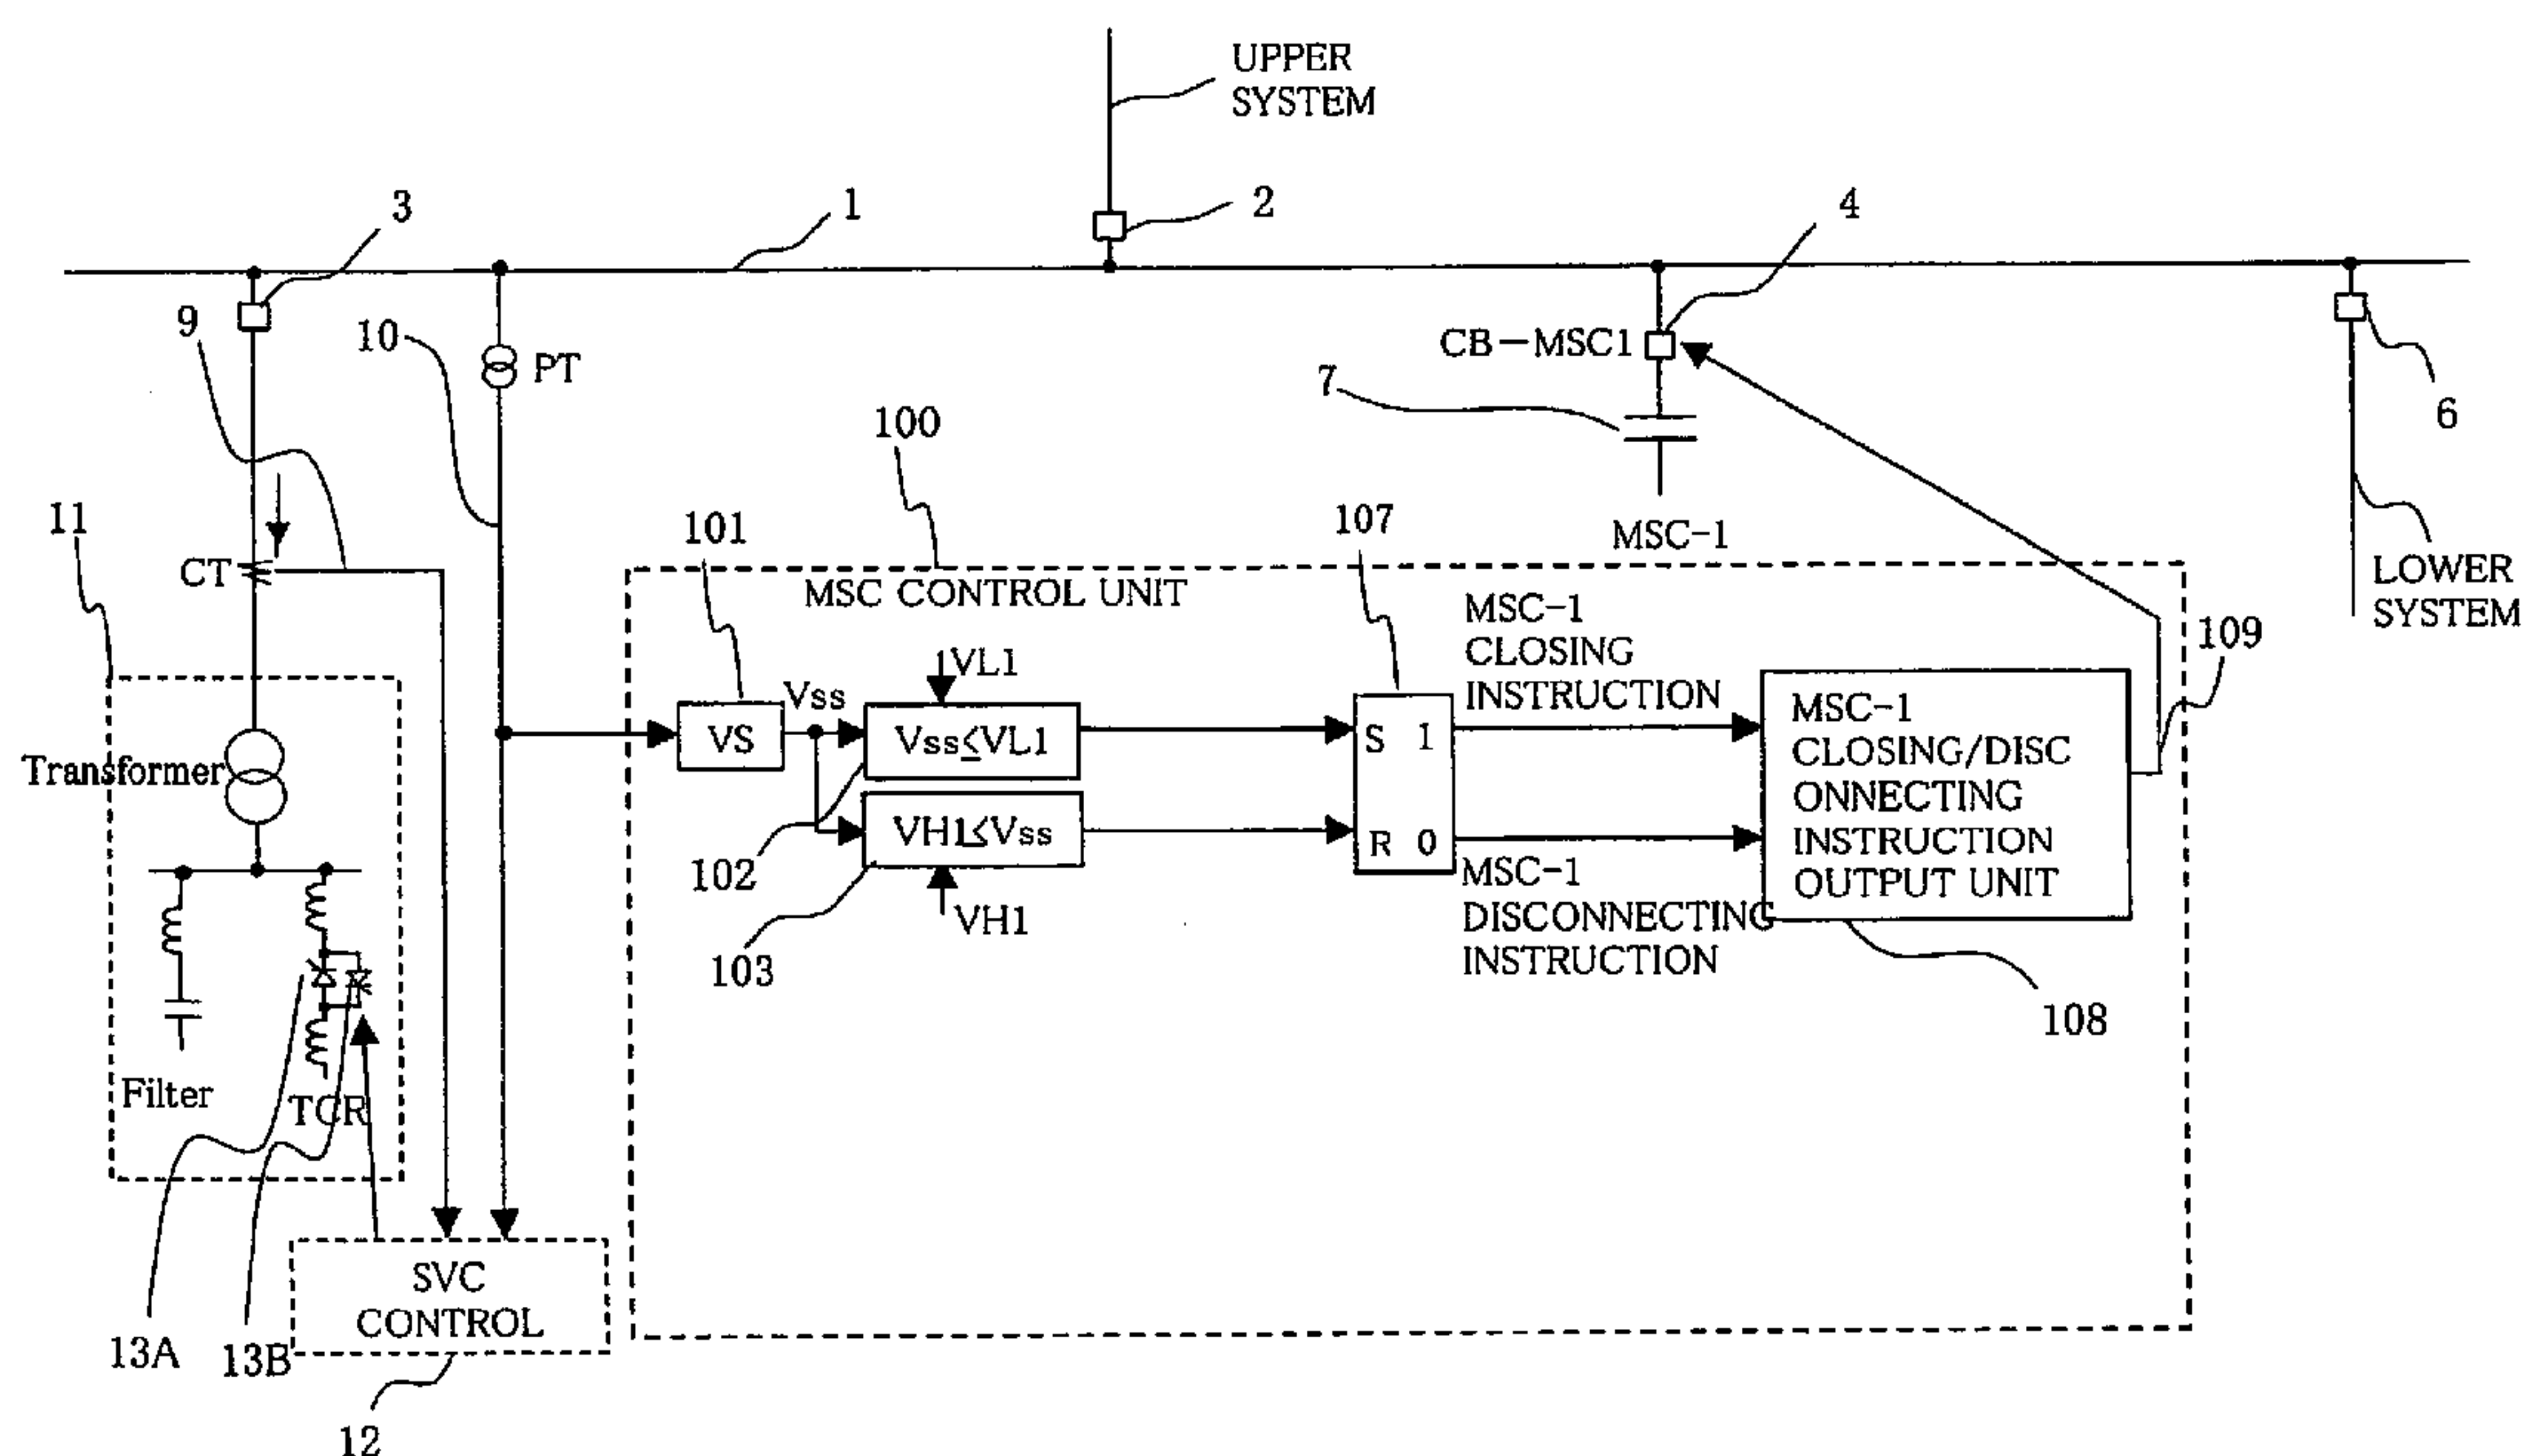 UPPER
SYSTEM
3
1
2
4
9
10
PT
CB-MSC1
7
6
100
11
101
107
MSC-1
CT
MSC CONTROL UNIT
MSC-1
CLOSING
INSTRUCTION
LOWER
SYSTEM
109
VL1
Vss
VS
Vss≤VL1
S 1
MSC-1
CLOSING/DISC
ONNECTING
INSTRUCTION
OUTPUT UNIT
Transformer
VH1≤Vss
R 0
102
MSC-1
DISCONNECTING
INSTRUCTION
VH1
103
108
Filter
TCR
SVC
CONTROL
13A
13B
12